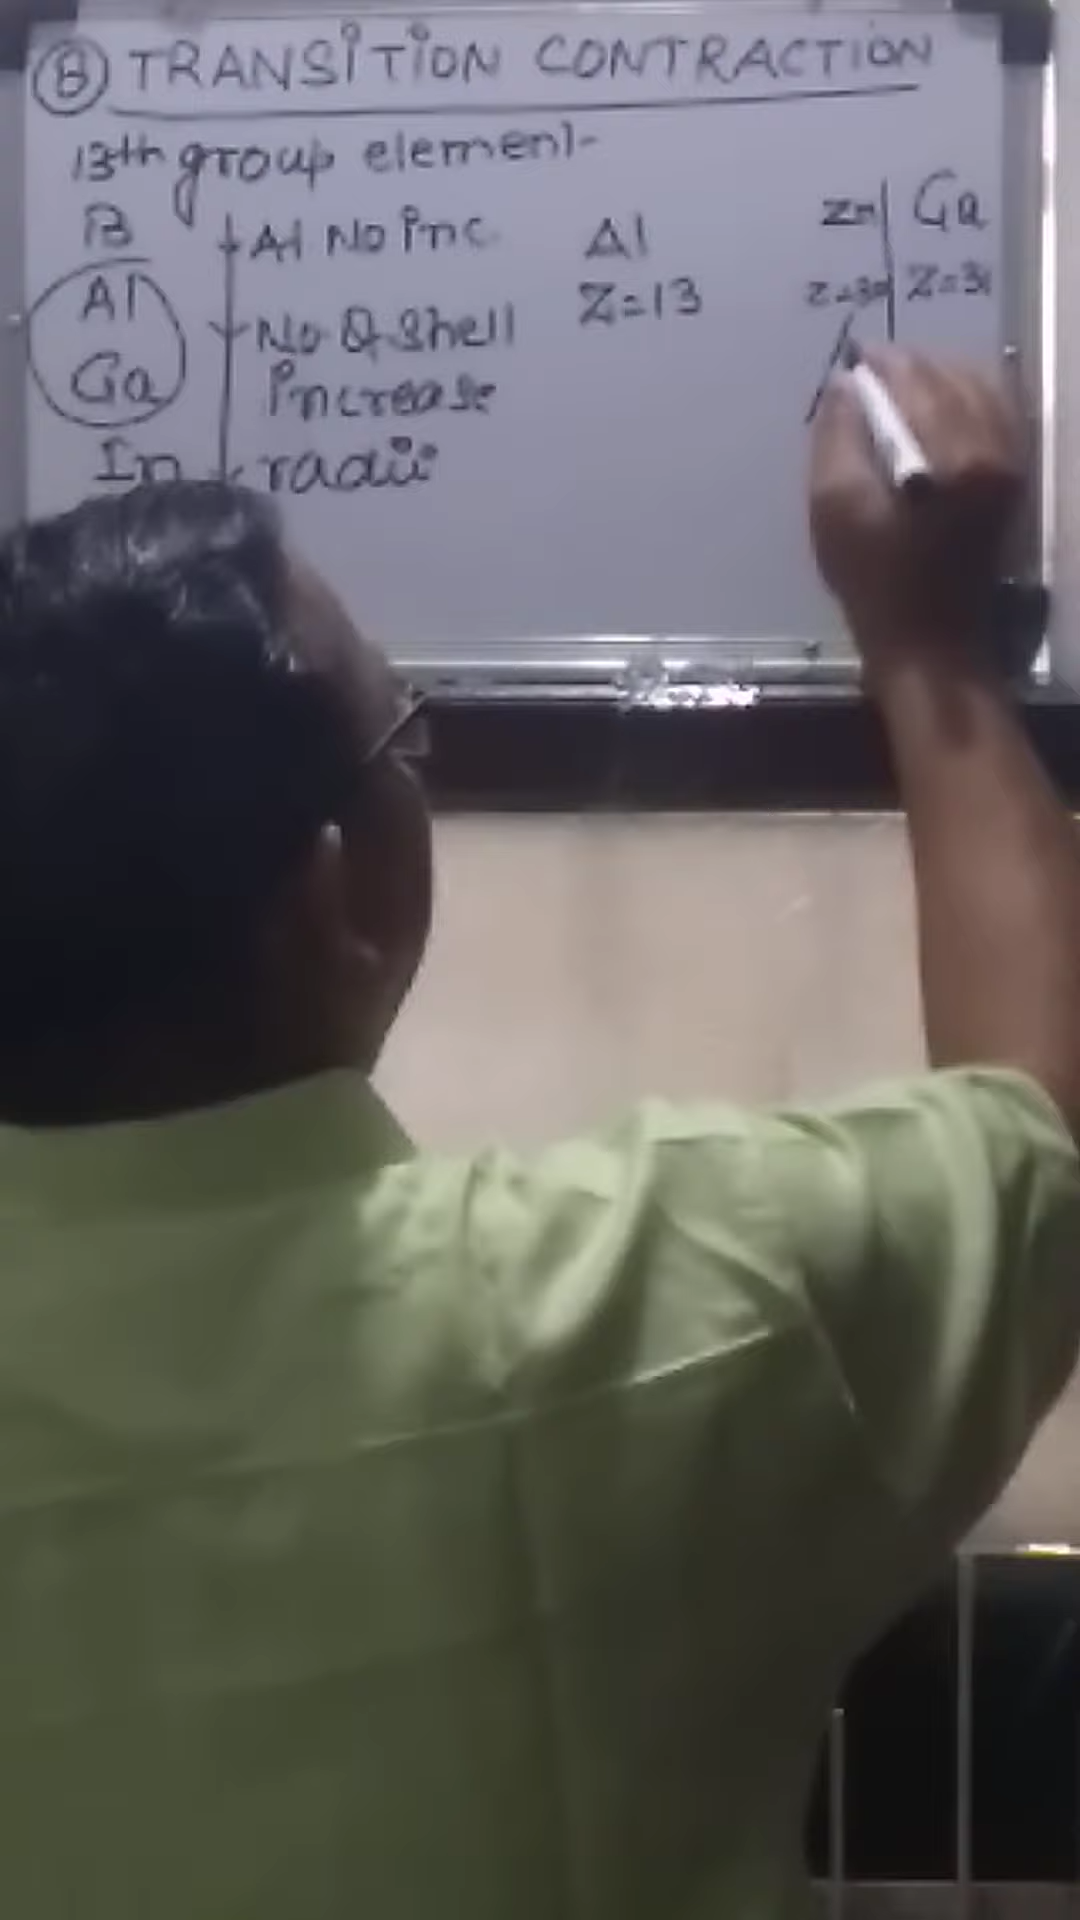 B TRANSITION CONTRACTION
13th group element-
B
Al
Ga
In
At No inc
No of shell
increase
radii
Al
Z=13
Zn
Z=30
Ga
Z=31